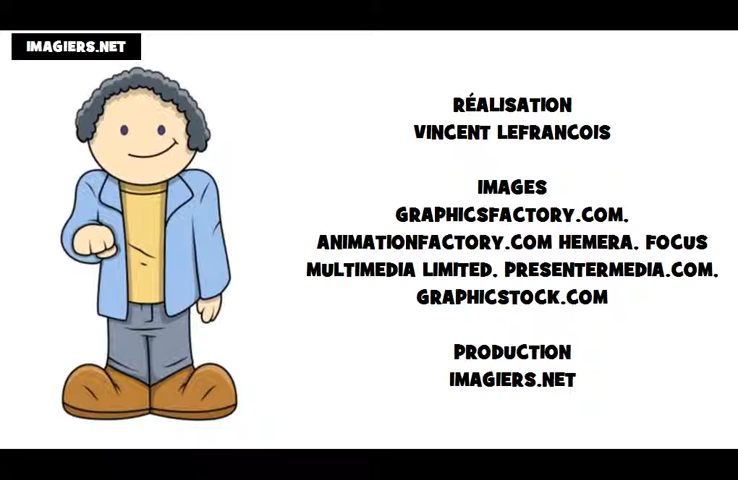 IMAGIERS.NET
RÉALISATION
VINCENT LEFRANCOIS
IMAGES
GRAPHICSFACTORY.COM,
ANIMATIONFACTORY.COM HEMERA, FOCUS
MULTIMEDIA LIMITED, PRESENTERMEDIA.COM,
GRAPHICSTOCK.COM
PRODUCTION
IMAGIERS.NET